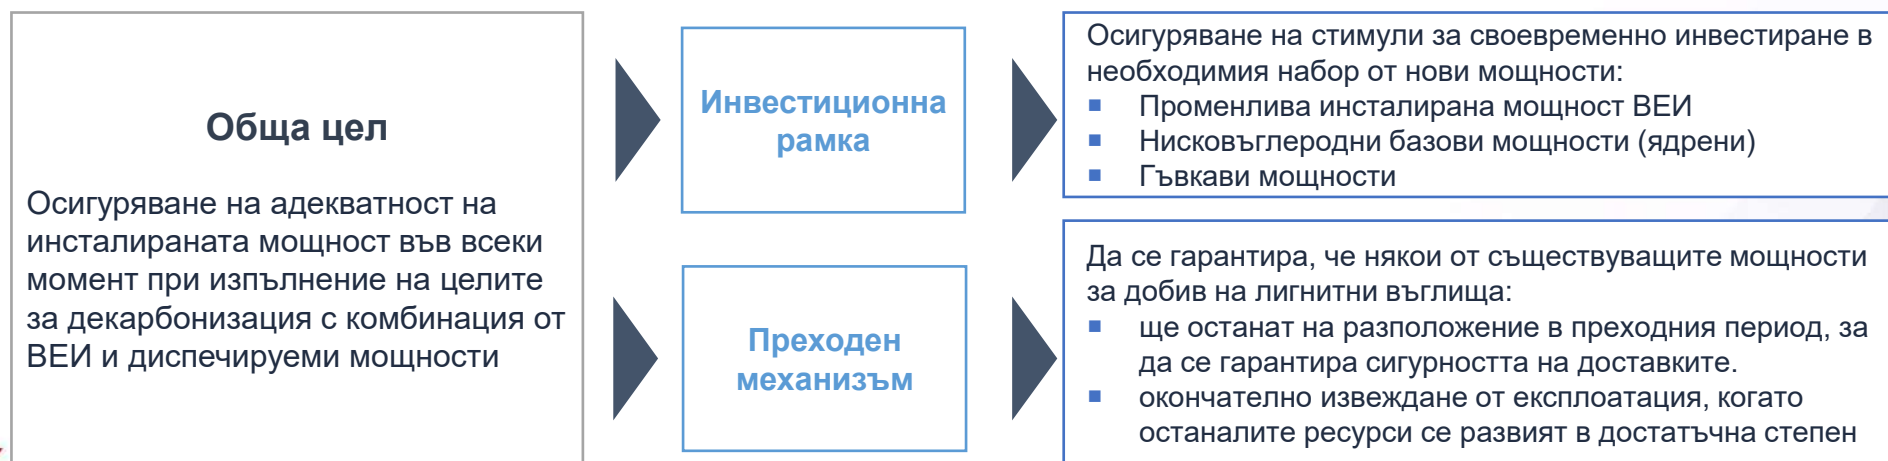 Обща цел
Осигуряване на адекватност на
инсталираната мощност във всеки
момент при изпълнение на целите
за декарбонизация с комбинация от
ВЕИ и диспечируеми мощности
Инвестиционна
рамка
Осигуряване на стимули за своевременно инвестиране в
необходимия набор от нови мощности:
▪ Променлива инсталирана мощност ВЕИ
▪ Нисковъглеродни базови мощности (ядрени)
▪ Гъвкави мощности
Преходен
механизъм
Да се гарантира, че някои от съществуващите мощности
за добив на лигнитни въглища:
▪ ще останат на разположение в преходния период, за
да се гарантира сигурността на доставките.
▪ окончателно извеждане от експлоатация, когато
останалите ресурси се развият в достатъчна степен